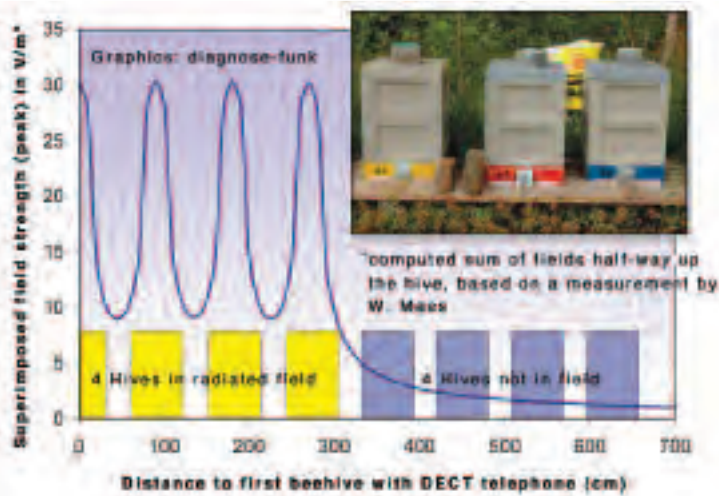 Superimposed field strength (peak) in V/m*
35
30
25
20
15
10
5
0
Graphics: diagnose-funk
*computed sum of fields half-way up
the hive, based on a measurement by
W. Maes
4 Hives in radiated field
4 Hives not in field
0
100
200
300
400
500
600
700
Distance to first beehive with DECT telephone (cm)